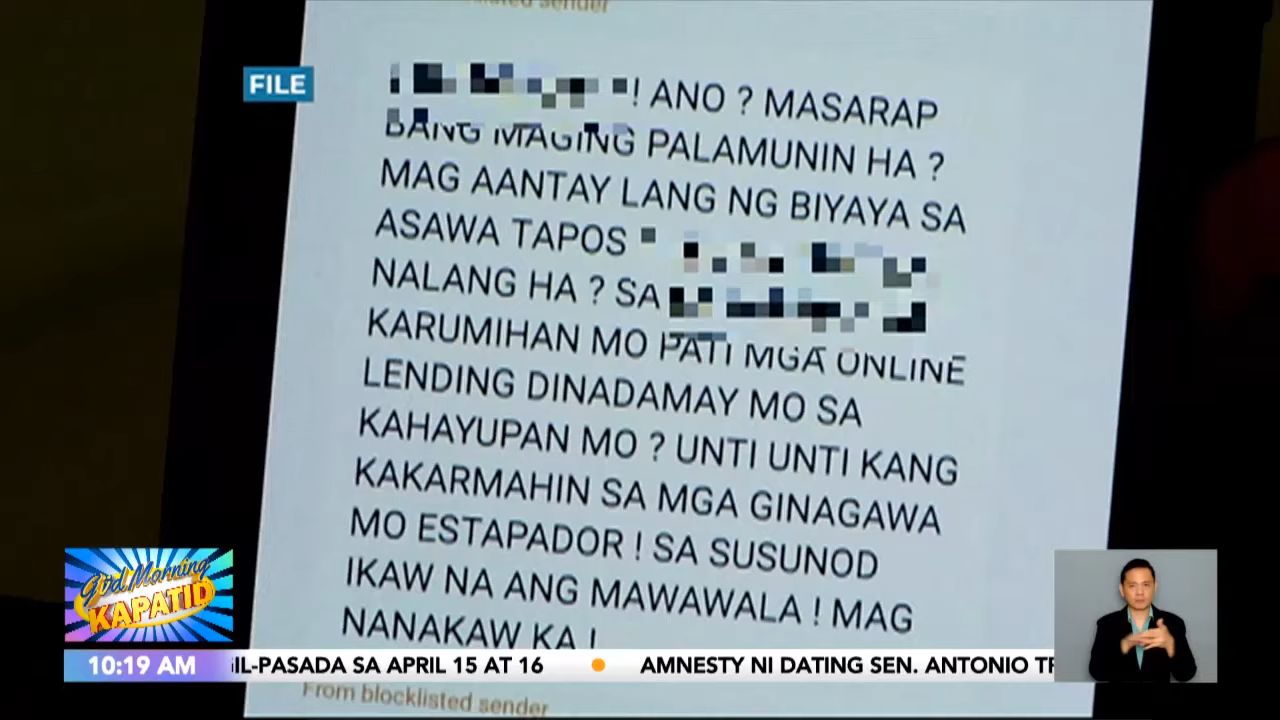 blocklisted sender
FILE
! ANO ? MASARAP
BANG MAGING PALAMUNIN HA ?
MAG AANTAY LANG NG BIYAYA SA
ASAWA TAPOS
NALANG HA ? SA
KARUMIHAN MO PATI MGA ONLINE
LENDING DINADAMAY MO SA
KAHAYUPAN MO ? UNTI UNTI KANG
KAKARMAHIN SA MGA GINAGAWA
MO ESTAPADOR ! SA SUSUNOD
IKAW NA ANG MAWAWALA ! MAG
NANAKAW KA !
From blocklisted sender
Gud Morning
KAPATID
10:19 AM
IL-PASADA SA APRIL 15 AT 16 • AMNESTY NI DATING SEN. ANTONIO